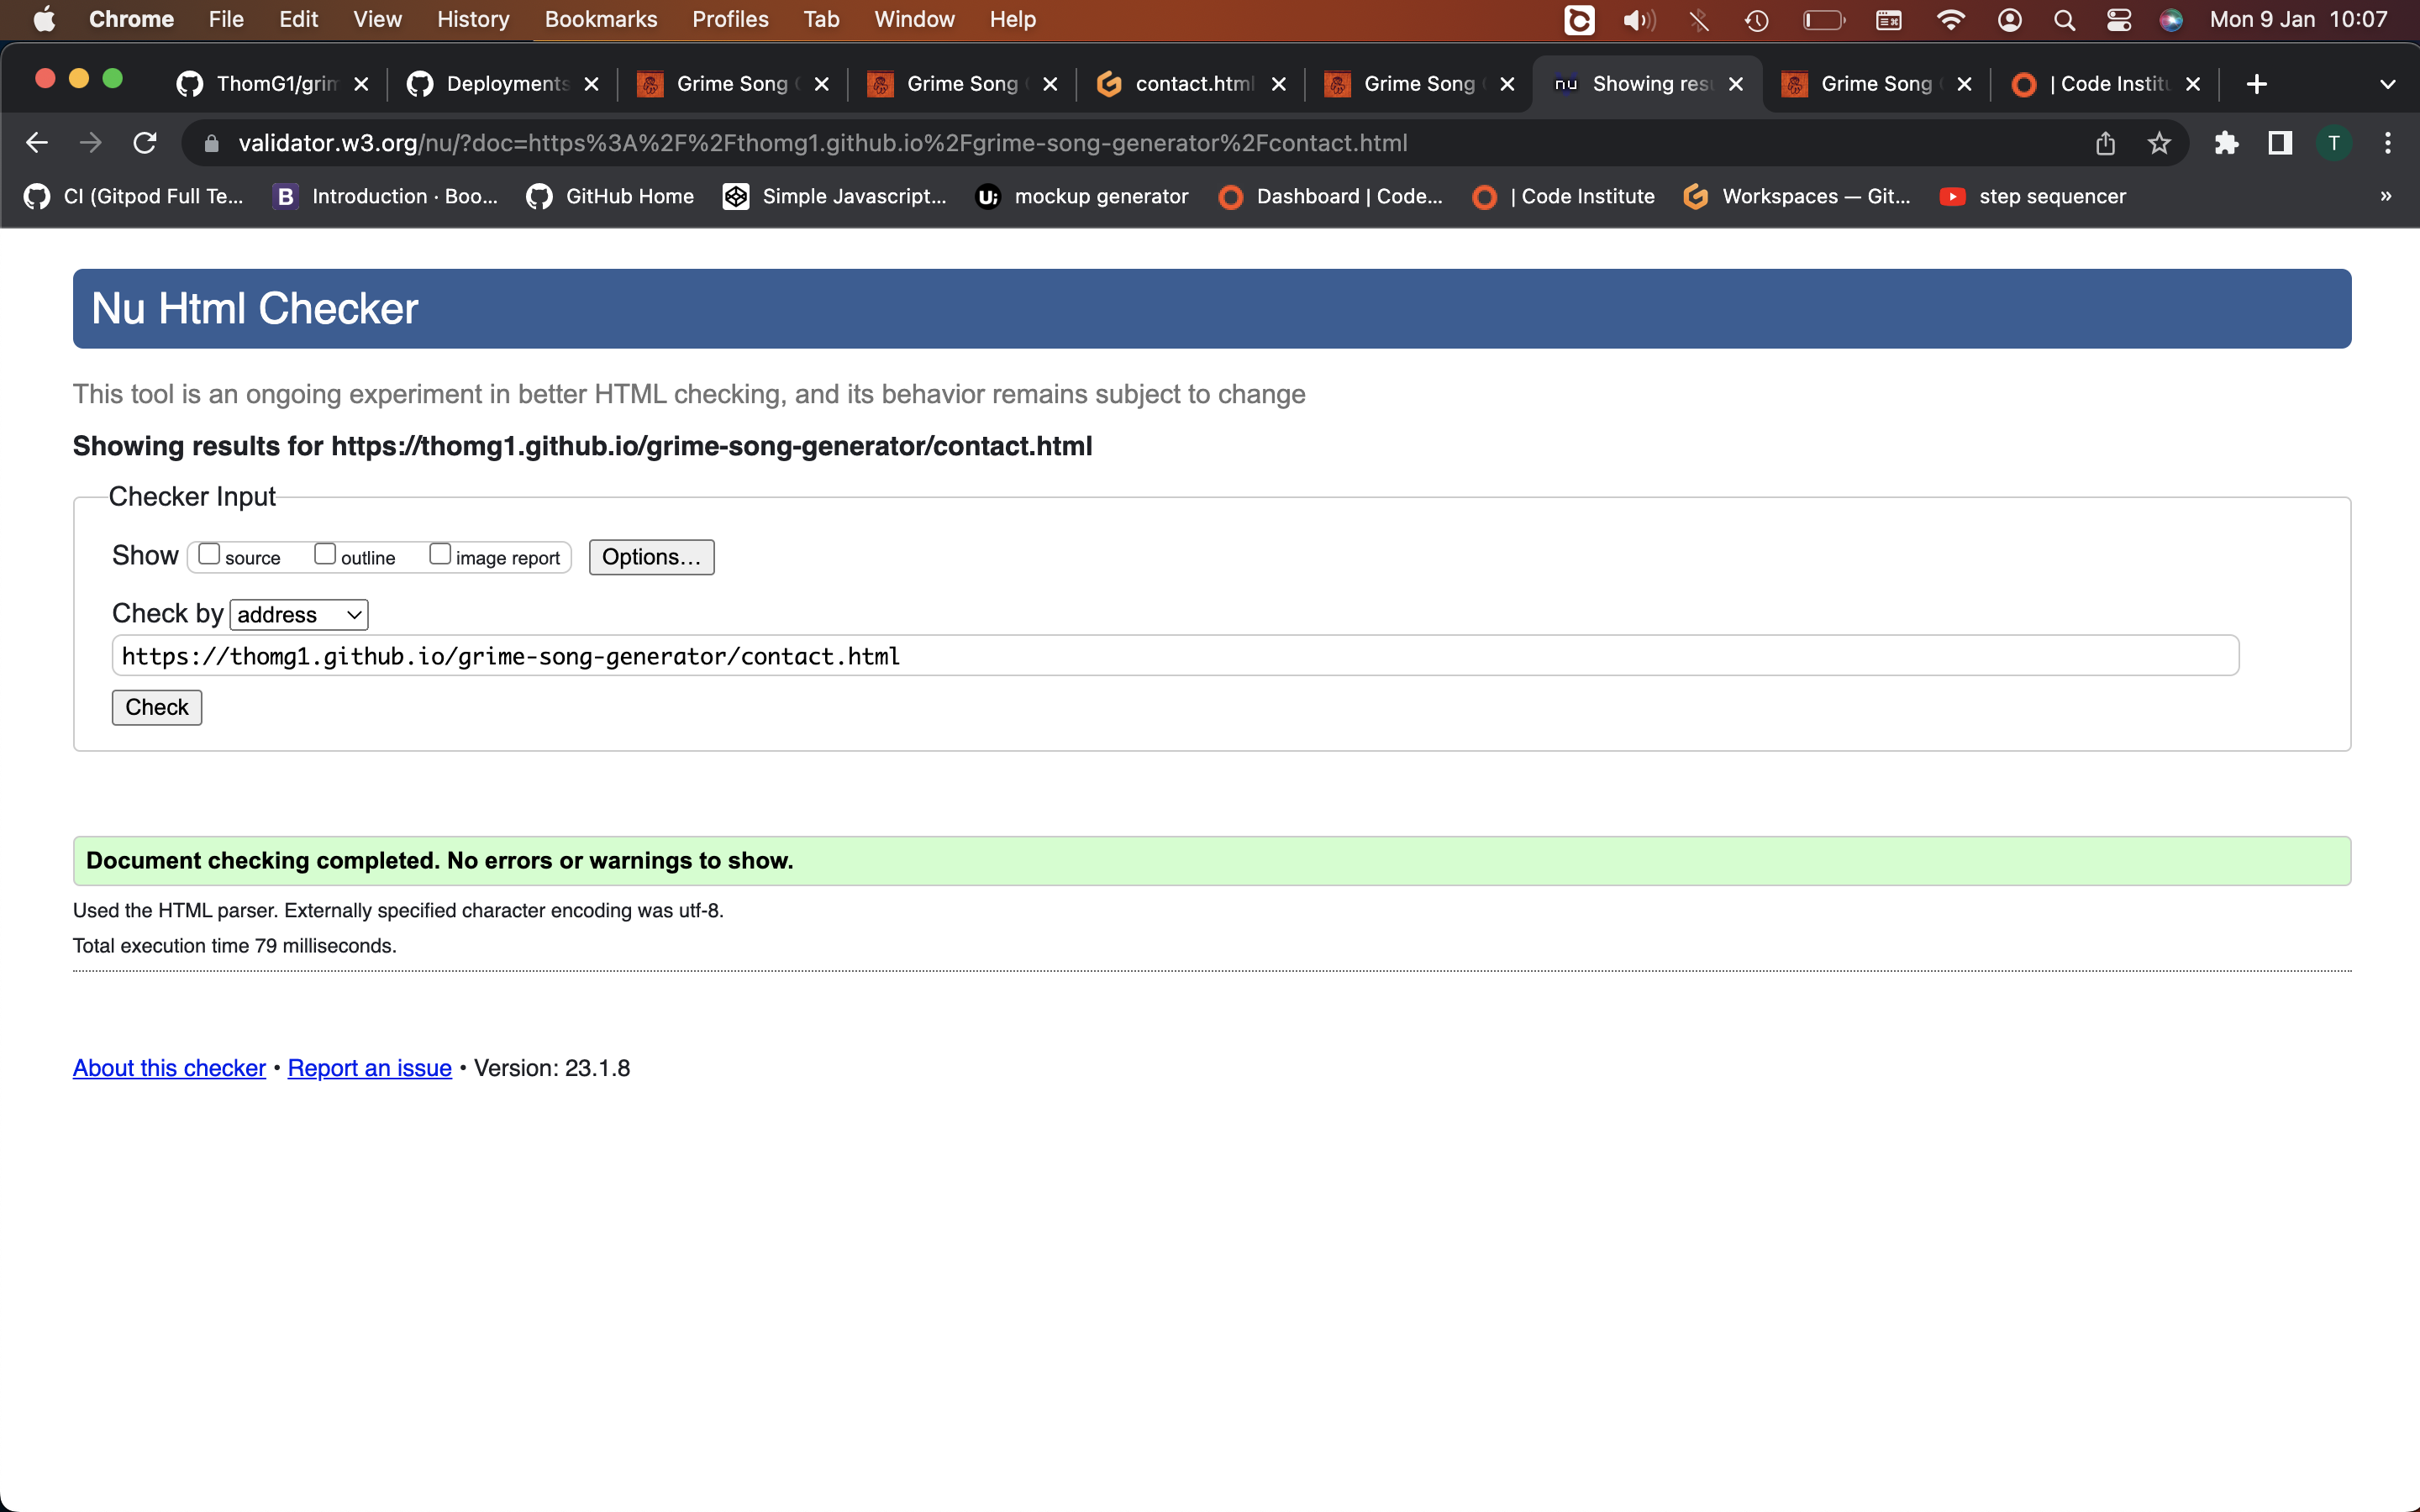 Chrome File Edit View History Bookmarks Profiles Tab Window Help Mon 9 Jan 10:07
ThomG1/grim Deployments Grime Song Grime Song contact.html Grime Song nu Showing res Grime Song | Code Institu
validator.w3.org/nu/?doc=https%3A%2F%2Fthomg1.github.io%2Fgrime-song-generator%2Fcontact.html T
CI (Gitpod Full Te... B Introduction · Boo... GitHub Home Simple Javascript... mockup generator Dashboard | Code... | Code Institute Workspaces — Git... step sequencer »
Nu Html Checker
This tool is an ongoing experiment in better HTML checking, and its behavior remains subject to change
Showing results for https://thomg1.github.io/grime-song-generator/contact.html
Checker Input
Show source outline image report Options...
Check by address
https://thomg1.github.io/grime-song-generator/contact.html
Check
Document checking completed. No errors or warnings to show.
Used the HTML parser. Externally specified character encoding was utf-8.
Total execution time 79 milliseconds.
About this checker • Report an issue • Version: 23.1.8